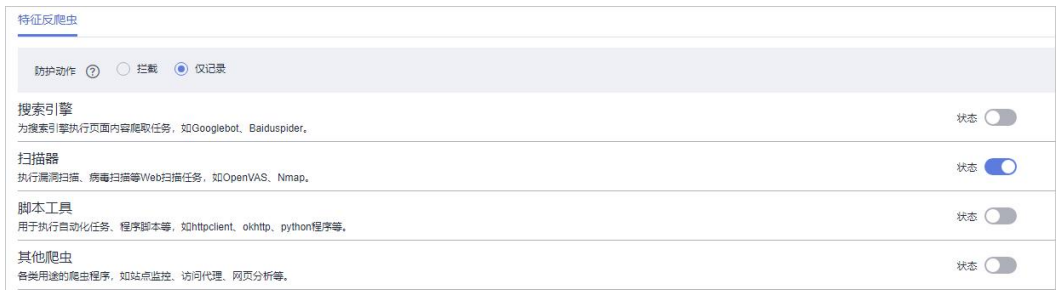 特征反爬虫
防护动作 ? 拦截 仅记录
搜索引擎
为搜索引擎执行页面内容爬取任务，如Googlebot、Baiduspider。
状态
扫描器
执行漏洞扫描、病毒扫描等Web扫描任务，如OpenVAS、Nmap。
状态
脚本工具
用于执行自动化任务、程序脚本等，如httpclient、okhttp、python程序等。
状态
其他爬虫
各类用途的爬虫程序，如站点监控、访问代理、网页分析等。
状态